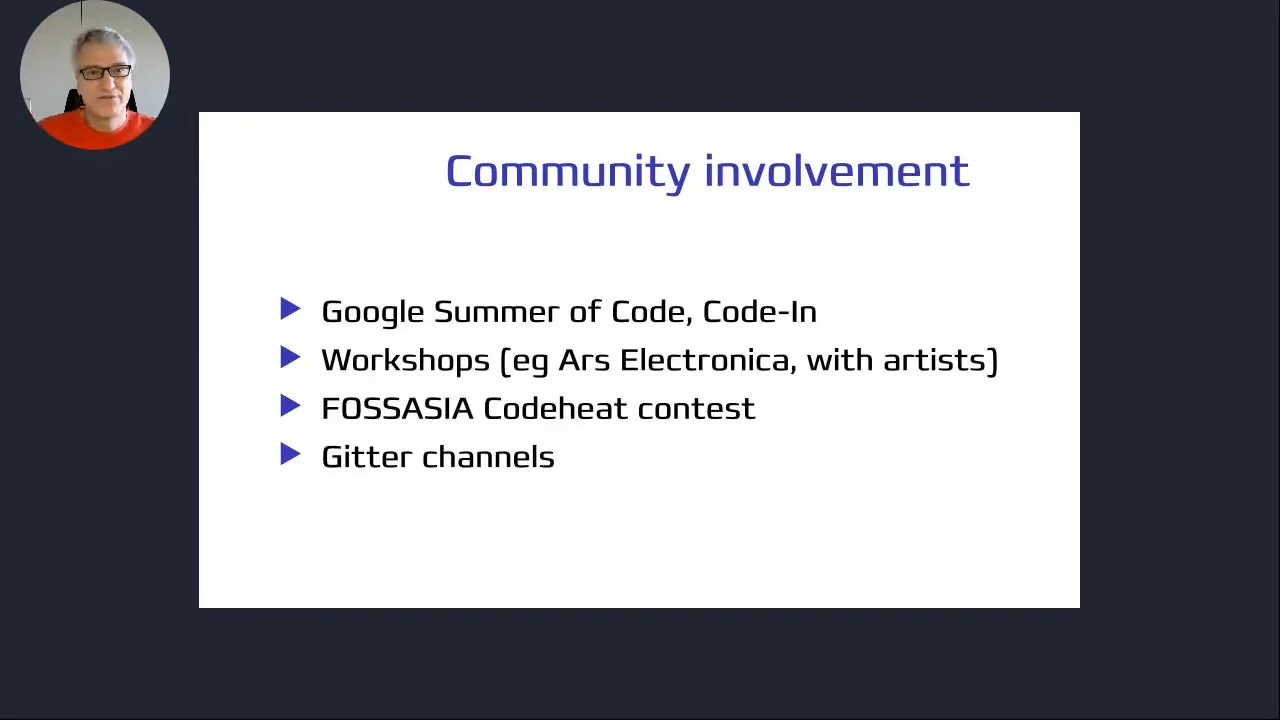 Community involvement
Google Summer of Code, Code-In
Workshops (eg Ars Electronica, with artists)
FOSSASIA Codeheat contest
Gitter channels